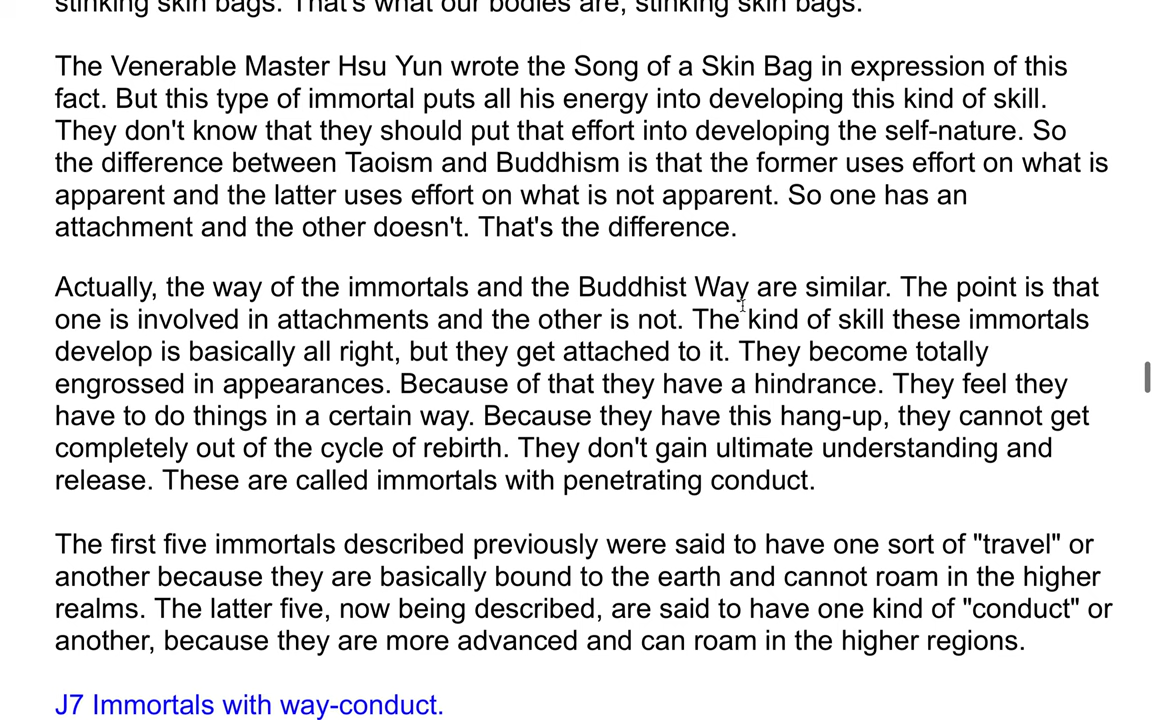 stinking skin bags. That's what our bodies are, stinking skin bags.
The Venerable Master Hsu Yun wrote the Song of a Skin Bag in expression of this
fact. But this type of immortal puts all his energy into developing this kind of skill.
They don't know that they should put that effort into developing the self-nature. So
the difference between Taoism and Buddhism is that the former uses effort on what is
apparent and the latter uses effort on what is not apparent. So one has an
attachment and the other doesn't. That's the difference.
Actually, the way of the immortals and the Buddhist Way are similar. The point is that
one is involved in attachments and the other is not. The kind of skill these immortals
develop is basically all right, but they get attached to it. They become totally
engrossed in appearances. Because of that they have a hindrance. They feel they
have to do things in a certain way. Because they have this hang-up, they cannot get
completely out of the cycle of rebirth. They don't gain ultimate understanding and
release. These are called immortals with penetrating conduct.
The first five immortals described previously were said to have one sort of "travel" or
another because they are basically bound to the earth and cannot roam in the higher
realms. The latter five, now being described, are said to have one kind of "conduct" or
another, because they are more advanced and can roam in the higher regions.
J7 Immortals with way-conduct.